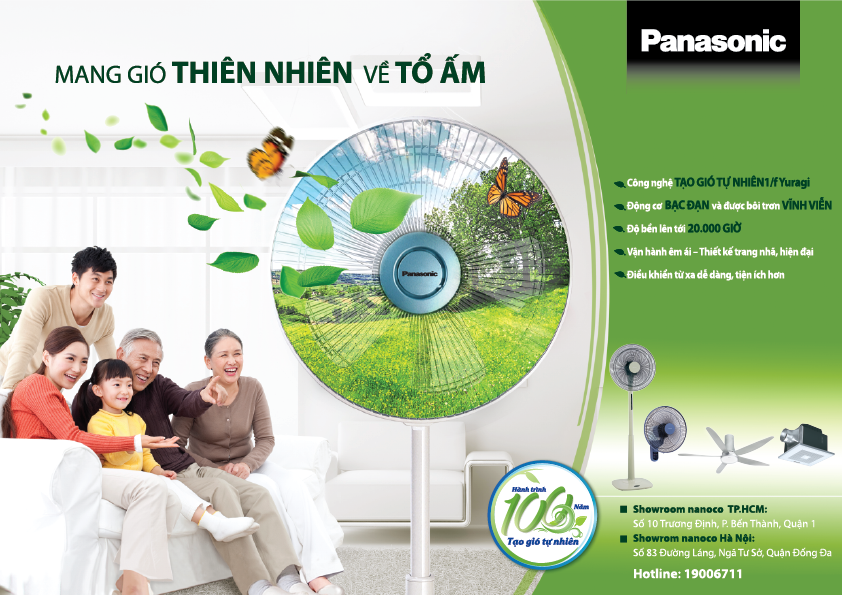 MANG GIÓ THIÊN NHIÊN VỀ TỔ ẤM
Panasonic
Công nghệ TẠO GIÓ TỰ NHIÊN1/f Yuragi
Động cơ BẠC ĐẠN và được bôi trơn VĨNH VIỄN
Độ bền lên tới 20.000 GIỜ
Vận hành êm ái – Thiết kế trang nhã, hiện đại
Điều khiển từ xa dễ dàng, tiện ích hơn
Panasonic
Hành trình
100 Năm
Tạo gió tự nhiên
Showroom nanoco TP.HCM:
Số 10 Trương Định, P. Bến Thành, Quận 1
Showrom nanoco Hà Nội:
Số 83 Đường Láng, Ngã Tư Sở, Quận Đống Đa
Hotline: 19006711